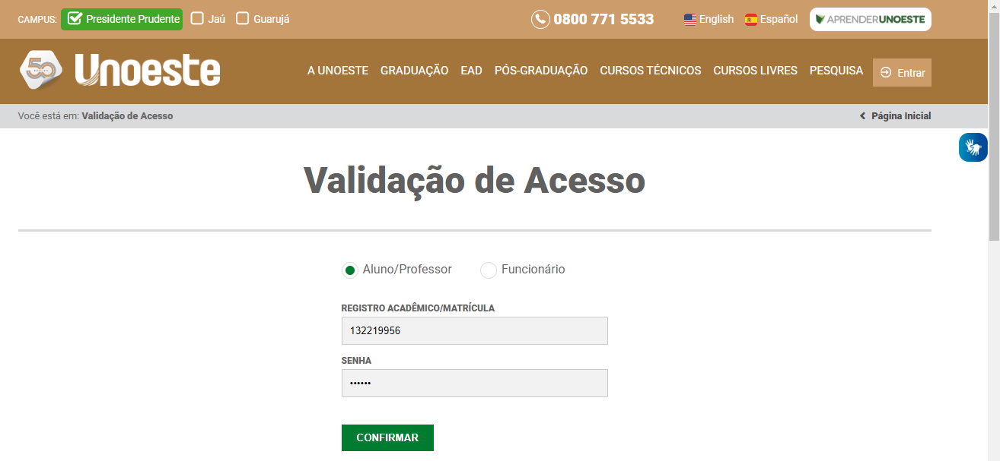 CAMPUS: Presidente Prudente Jaú Guarujá 0800 771 5533 English Español APRENDERUNOESTE
50 Unoeste A UNOESTE GRADUAÇÃO EAD PÓS-GRADUAÇÃO CURSOS TÉCNICOS CURSOS LIVRES PESQUISA Entrar
Você está em: Validação de Acesso Página Inicial
Validação de Acesso
Aluno/Professor Funcionário
REGISTRO ACADÊMICO/MATRÍCULA
132219956
SENHA
••••••
CONFIRMAR